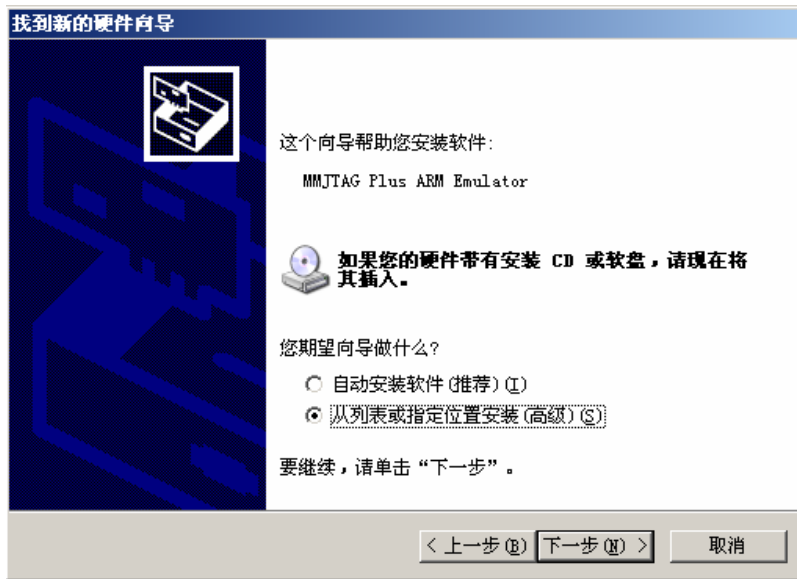 找到新的硬件向导
这个向导帮助您安装软件:
MMJTAG Plus ARM Emulator
如果您的硬件带有安装 CD 或软盘，请现在将
其插入。
您期望向导做什么?
自动安装软件(推荐)(I)
从列表或指定位置安装(高级)(S)
要继续，请单击“下一步”。
< 上一步(B) 下一步(N) > 取消